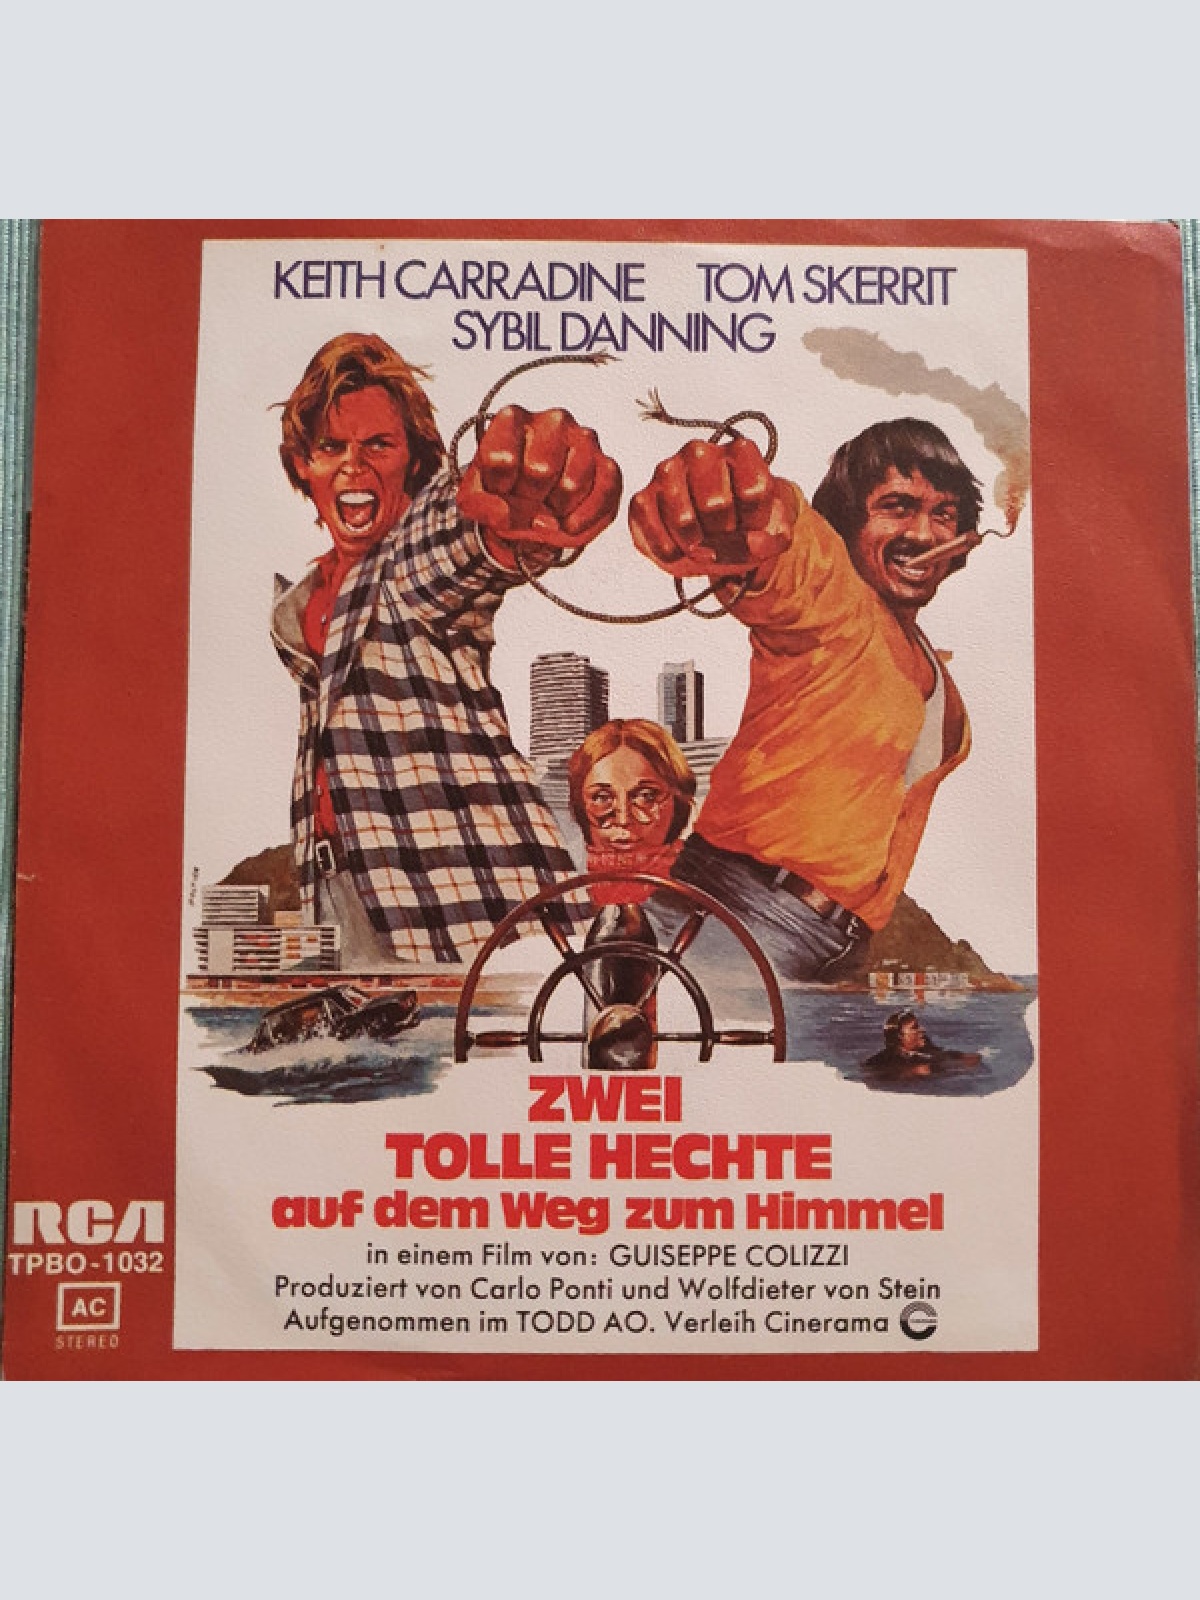 KEITH CARRADINE TOM SKERRIT
SYBIL DANNING
ZWEI
TOLLE HECHTE
auf dem Weg zum Himmel
in einem Film von: GUISEPPE COLIZZI
Produziert von Carlo Ponti und Wolfdieter von Stein
Aufgenommen im TODD AO. Verleih Cinerama
RCA
TPBO-1032
AC
STEREO